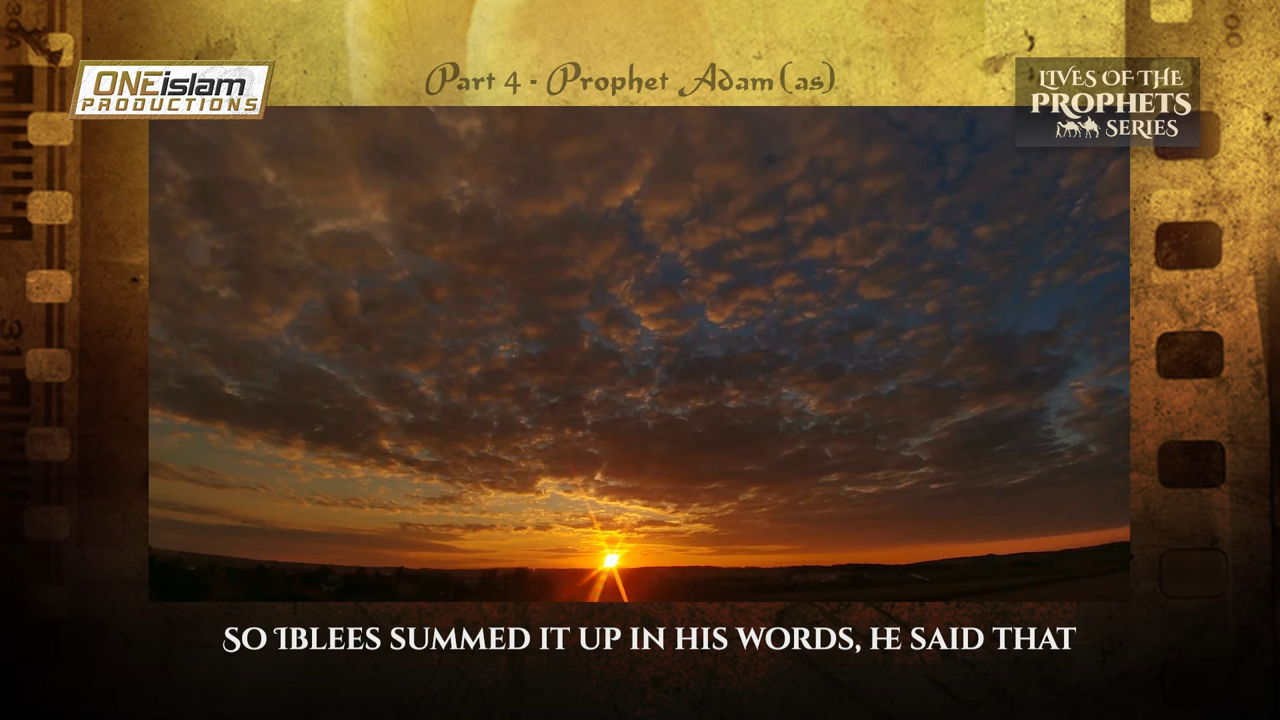 ONEislam
PRODUCTIONS
Part 4 - Prophet Adam (as)
LIVES OF THE
PROPHETS
SERIES
So Iblees summed it up in his words, he said that